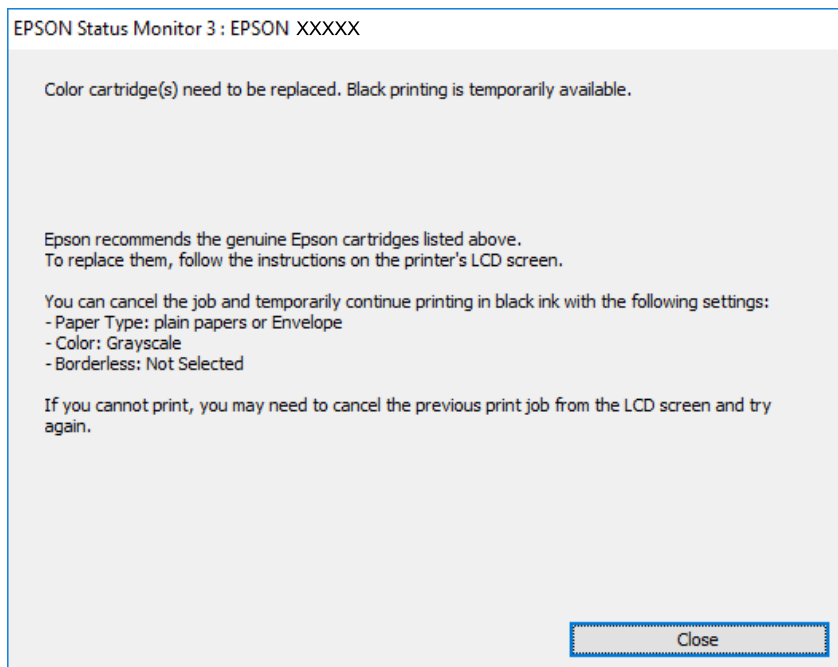 EPSON Status Monitor 3 : EPSON XXXXX
Color cartridge(s) need to be replaced. Black printing is temporarily available.
Epson recommends the genuine Epson cartridges listed above.
To replace them, follow the instructions on the printer's LCD screen.
You can cancel the job and temporarily continue printing in black ink with the following settings:
- Paper Type: plain papers or Envelope
- Color: Grayscale
- Borderless: Not Selected
If you cannot print, you may need to cancel the previous print job from the LCD screen and try
again.
Close